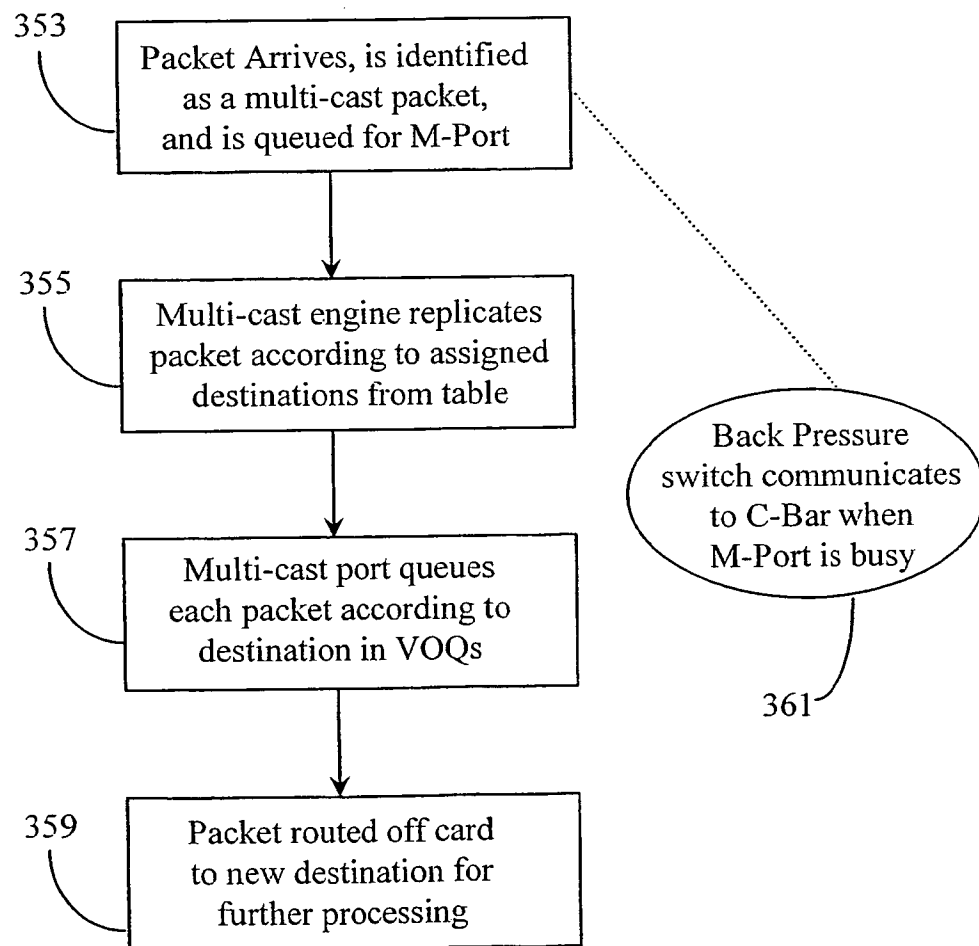 353
Packet Arrives, is identified
as a multi-cast packet,
and is queued for M-Port
355
Multi-cast engine replicates
packet according to assigned
destinations from table
Back Pressure
switch communicates
to C-Bar when
M-Port is busy
361
357
Multi-cast port queues
each packet according to
destination in VOQs
359
Packet routed off card
to new destination for
further processing